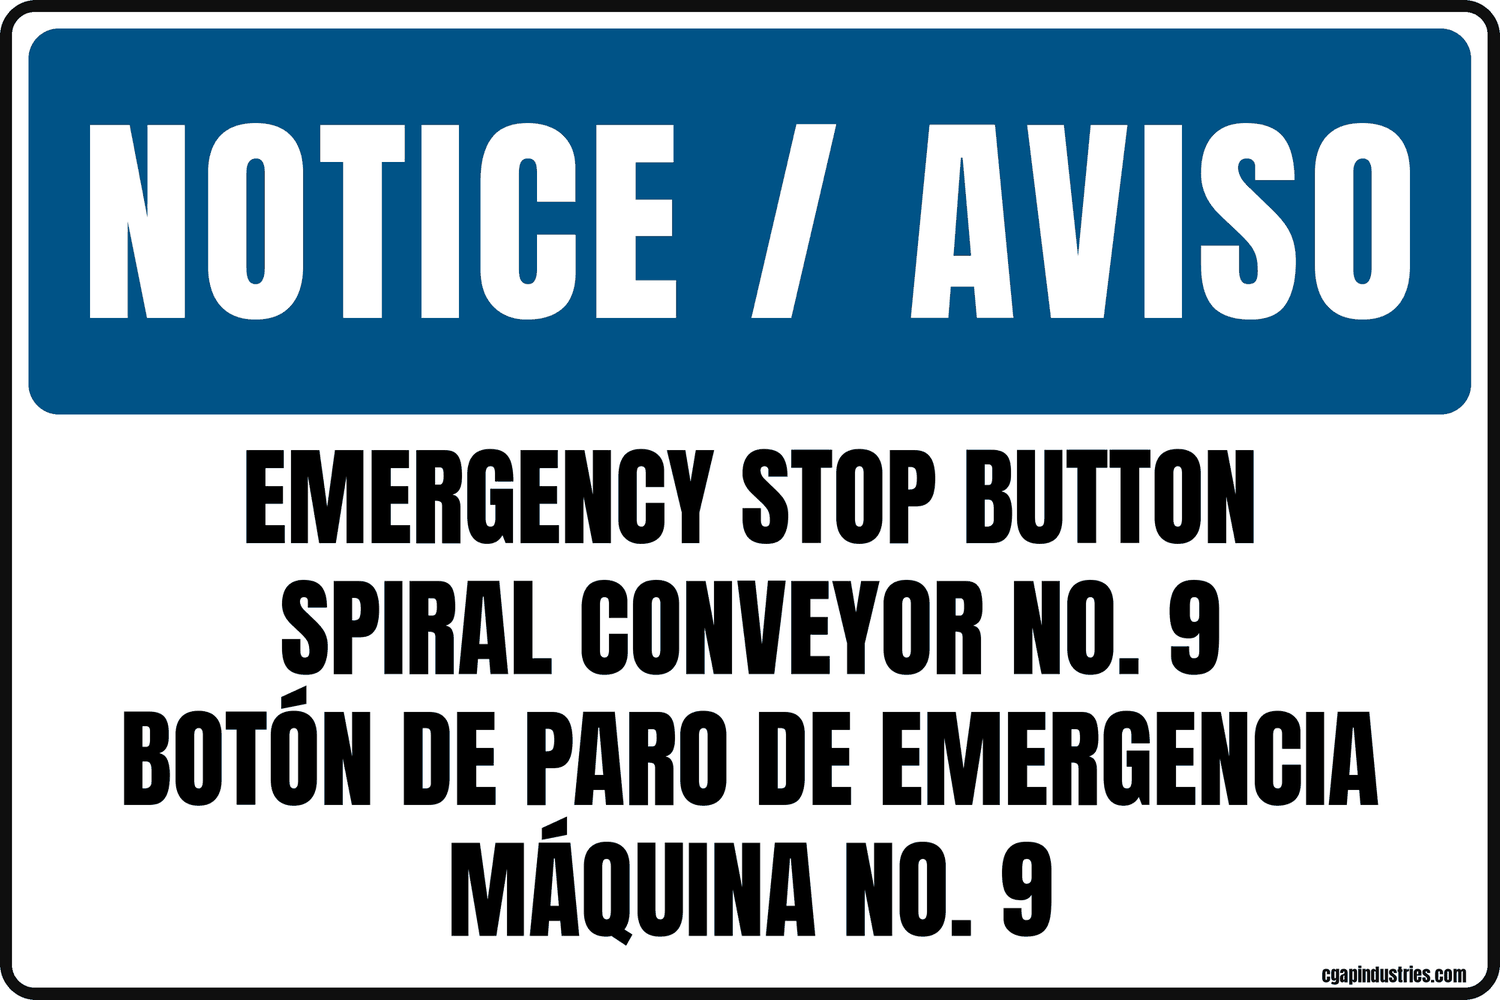 NOTICE / AVISO
EMERGENCY STOP BUTTON
SPIRAL CONVEYOR NO. 9
BOTÓN DE PARO DE EMERGENCIA
MÁQUINA NO. 9
cgapindustries.com